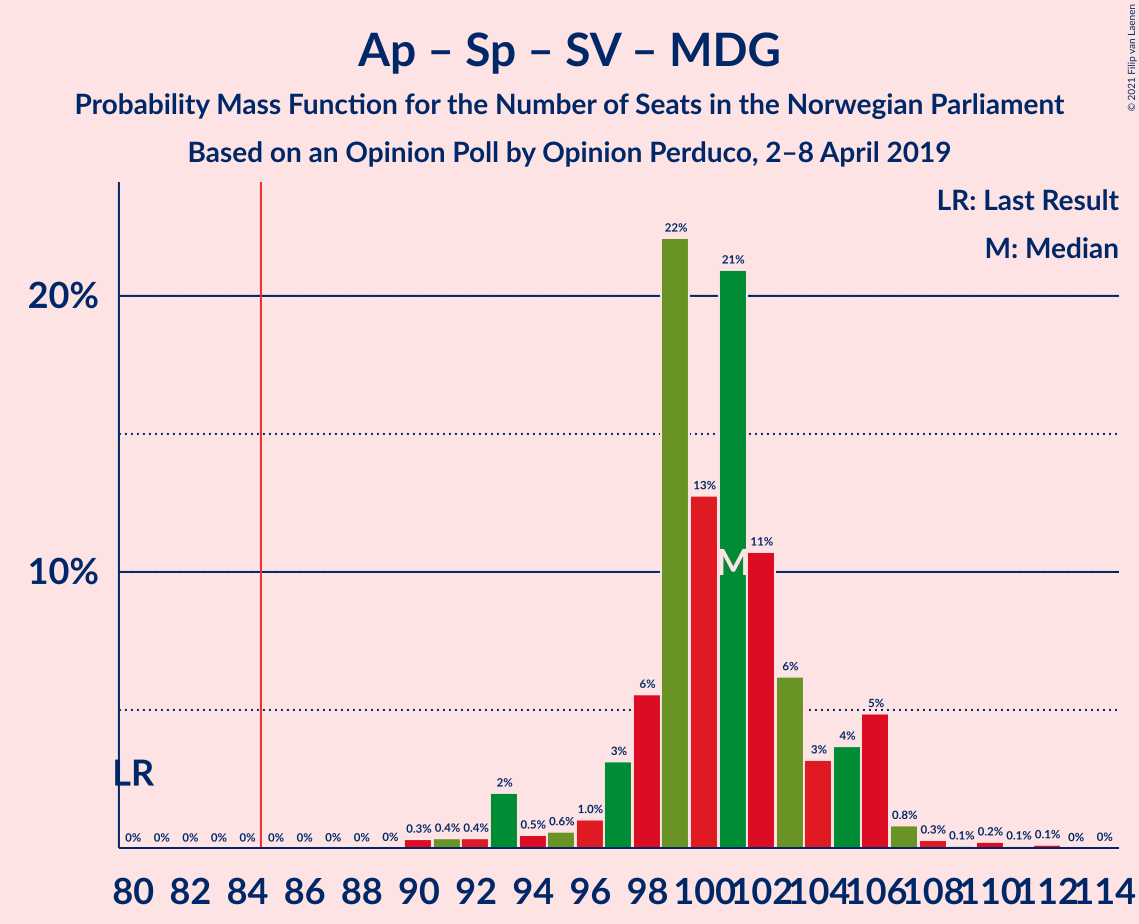 Ap – Sp – SV – MDG
Probability Mass Function for the Number of Seats in the Norwegian Parliament
Based on an Opinion Poll by Opinion Perduco, 2–8 April 2019
© 2021 Filip van Laenen
LR: Last Result
M: Median
20%
10%
LR
M
0% 0% 0% 0% 0% 0% 0% 0% 0% 0% 0.3% 0.4% 0.4% 2% 0.5% 0.6% 1.0% 3% 6% 22% 13% 21% 11% 6% 3% 4% 5% 0.8% 0.3% 0.1% 0.2% 0.1% 0.1% 0% 0%
80 82 84 86 88 90 92 94 96 98 100 102 104 106 108 110 112 114